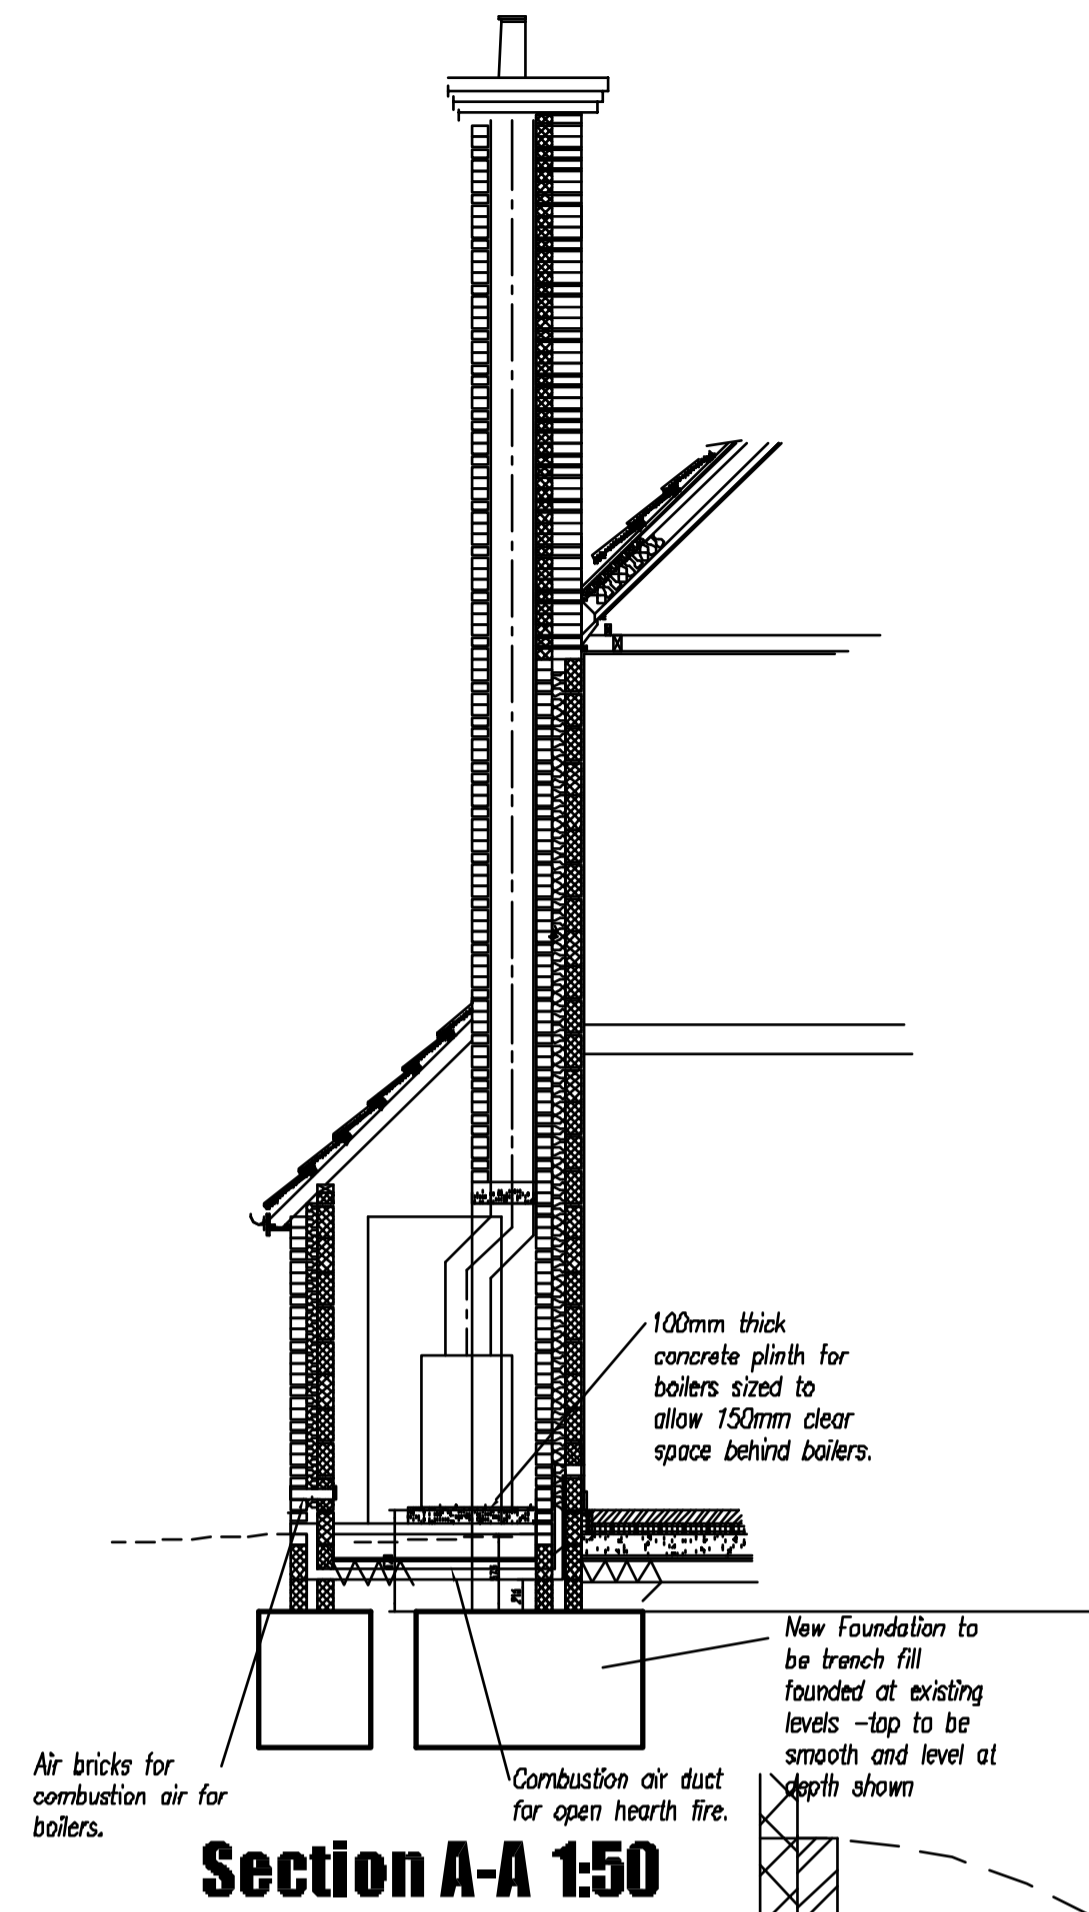 100mm thick
concrete plinth for
boilers sized to
allow 150mm clear
space behind boilers.
New Foundation to
be trench fill
founded at existing
levels -top to be
smooth and level at
depth shown
Air bricks for
combustion air for
boilers.
Combustion air duct
for open hearth fire.
Section A-A 1:50